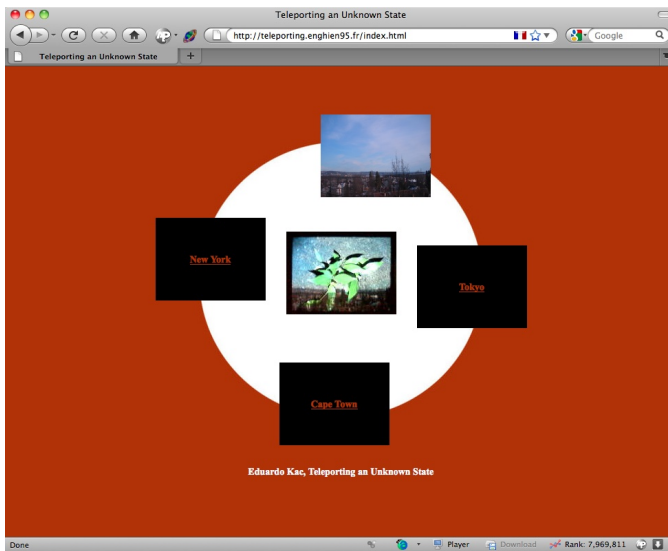 Teleporting an Unknown State
http://teleporting.enghien95.fr/index.html
Google
Teleporting an Unknown State
+
New York
Tokyo
Cape Town
Eduardo Kac, Teleporting an Unknown State
Done
Player
Download
Rank: 7,969,811